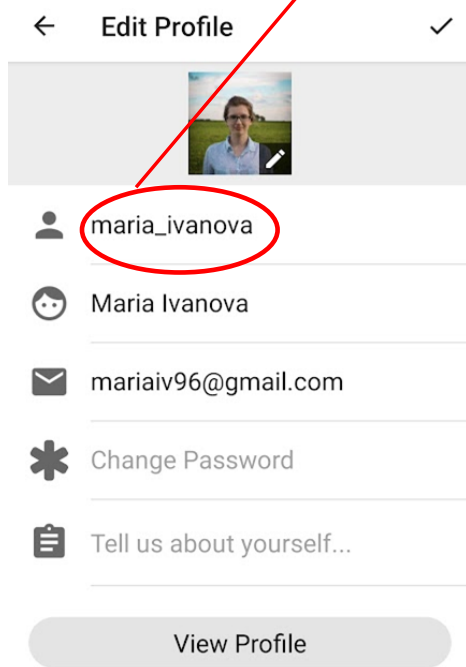 Edit Profile
maria_ivanova
Maria Ivanova
mariaiv96@gmail.com
Change Password
Tell us about yourself...
View Profile